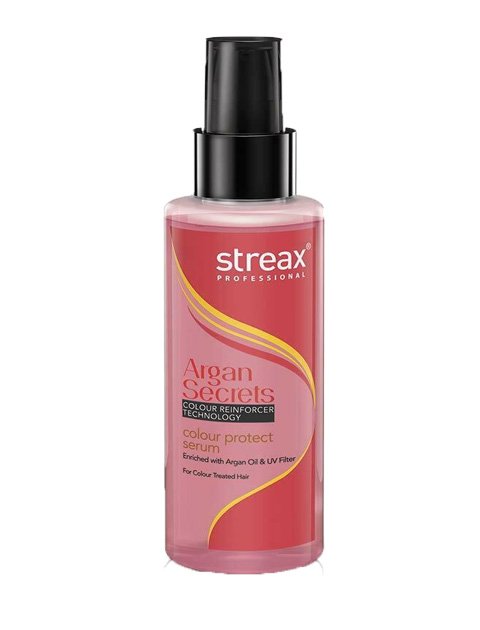 streax®
PROFESSIONAL
Argan
Secrets
COLOUR REINFORCER
TECHNOLOGY
colour protect
serum
Enriched with Argan Oil & UV Filter
For Colour Treated Hair